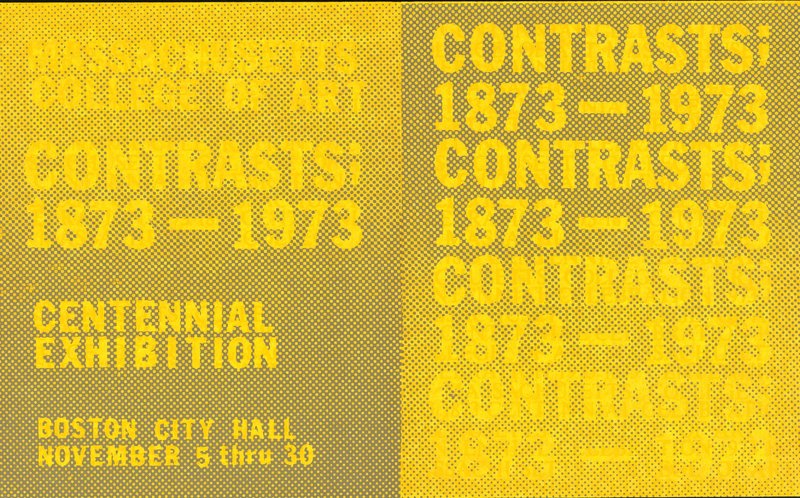 MASSACHUSETTS
COLLEGE OF ART
CONTRASTS;
1873—1973
CENTENNIAL
EXHIBITION
BOSTON CITY HALL
NOVEMBER 5 thru 30
CONTRASTS;
1873—1973
CONTRASTS;
1873—1973
CONTRASTS;
1873—1973
CONTRASTS;
1873—1973